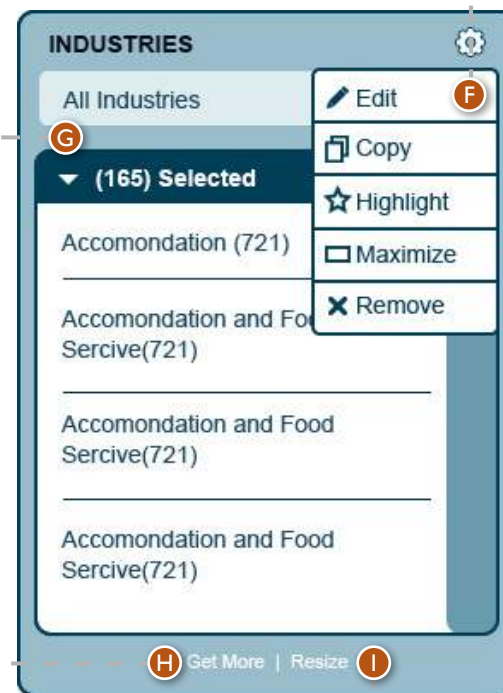 INDUSTRIES
All Industries
Edit
F
G
Copy
(165) Selected
Highlight
Accomondation (721)
Maximize
Remove
Accomondation and Foo
Sercive(721)
Accomondation and Food
Sercive(721)
Accomondation and Food
Sercive(721)
H Get More | Resize I